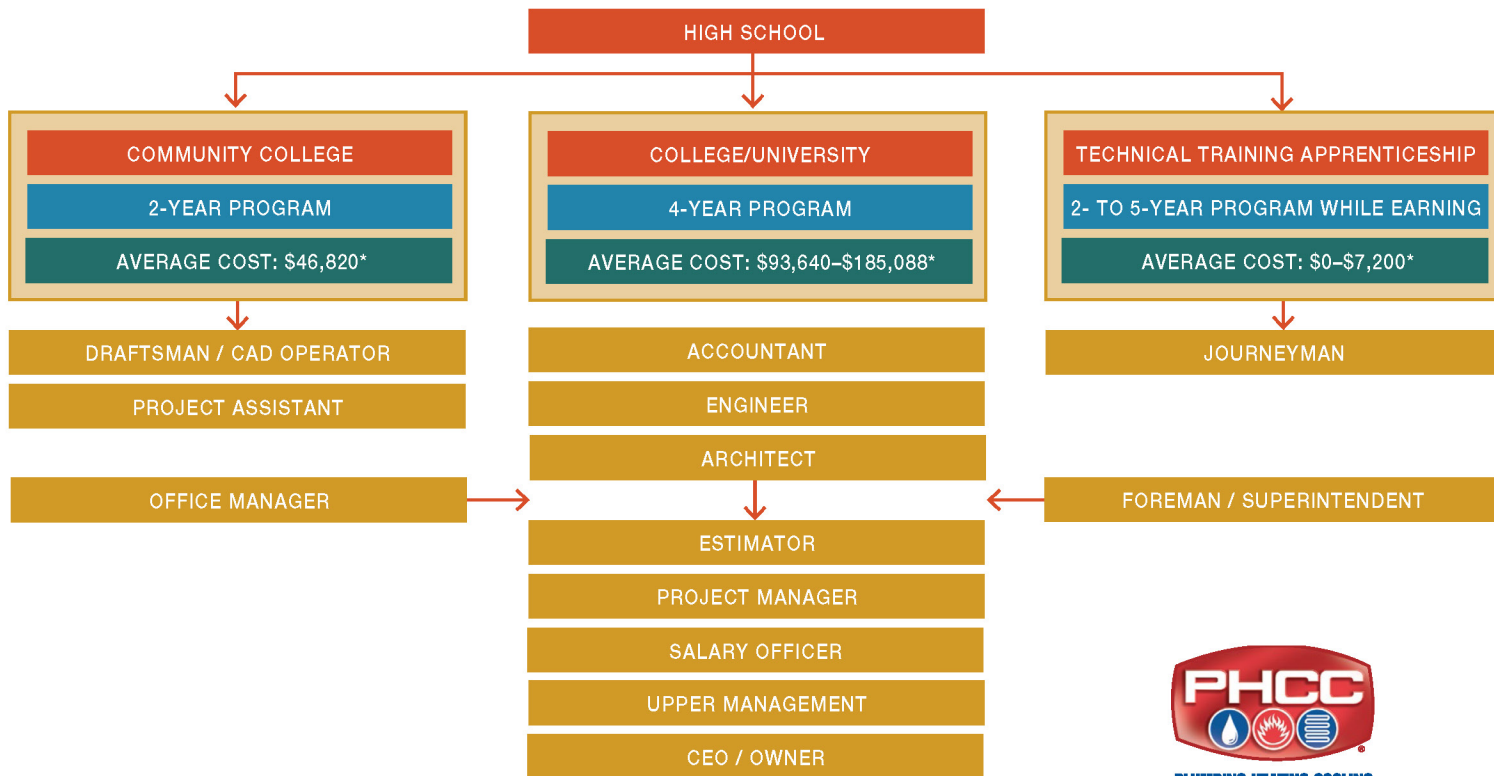 HIGH SCHOOL
COMMUNITY COLLEGE
2-YEAR PROGRAM
AVERAGE COST: $46,820*
COLLEGE/UNIVERSITY
4-YEAR PROGRAM
AVERAGE COST: $93,640–$185,088*
TECHNICAL TRAINING APPRENTICESHIP
2- TO 5-YEAR PROGRAM WHILE EARNING
AVERAGE COST: $0–$7,200*
DRAFTSMAN / CAD OPERATOR
PROJECT ASSISTANT
OFFICE MANAGER
ACCOUNTANT
ENGINEER
ARCHITECT
JOURNEYMAN
FOREMAN / SUPERINTENDENT
ESTIMATOR
PROJECT MANAGER
SALARY OFFICER
UPPER MANAGEMENT
CEO / OWNER
PHCC
®